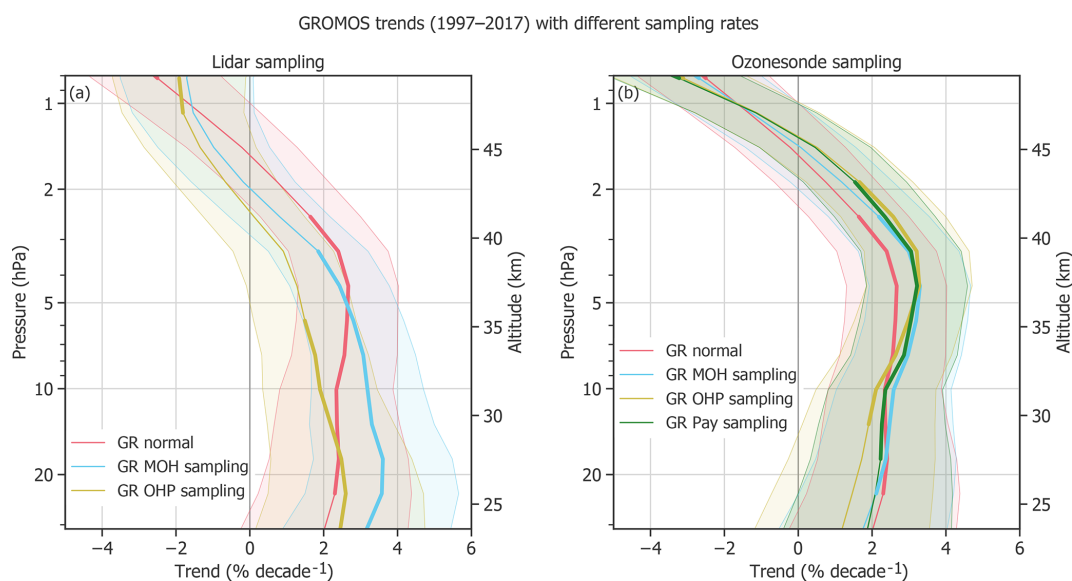 GROMOS trends (1997–2017) with different sampling rates
Lidar sampling
(a)
1
2
5
10
20
Pressure (hPa)
45
40
35
30
25
Altitude (km)
GR normal
GR MOH sampling
GR OHP sampling
−4 −2 0 2 4 6
Trend (% decade-1)
Ozonesonde sampling
(b)
1
2
5
10
20
Pressure (hPa)
45
40
35
30
25
Altitude (km)
GR normal
GR MOH sampling
GR OHP sampling
GR Pay sampling
−4 −2 0 2 4 6
Trend (% decade-1)